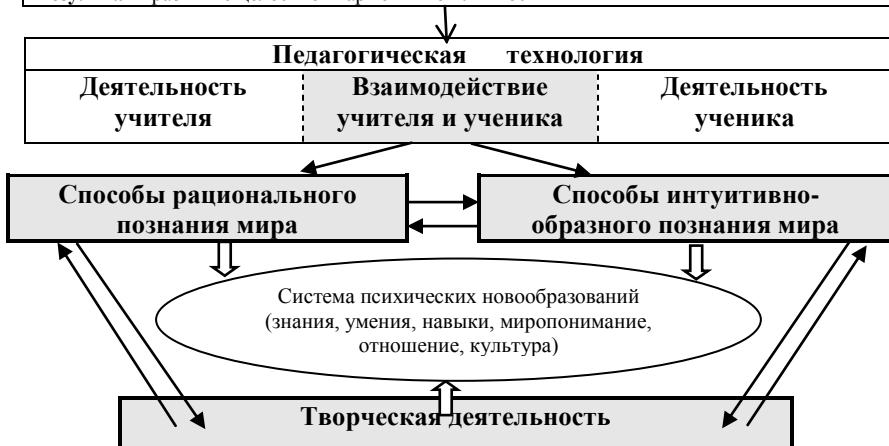 Педагогическая технология
Деятельность учителя
Взаимодействие учителя и ученика
Деятельность ученика
Способы рационального
познания мира
Способы интуитивно-
образного познания мира
Система психических новообразований
(знания, умения, навыки, миропонимание,
отношение, культура)
Творческая деятельность